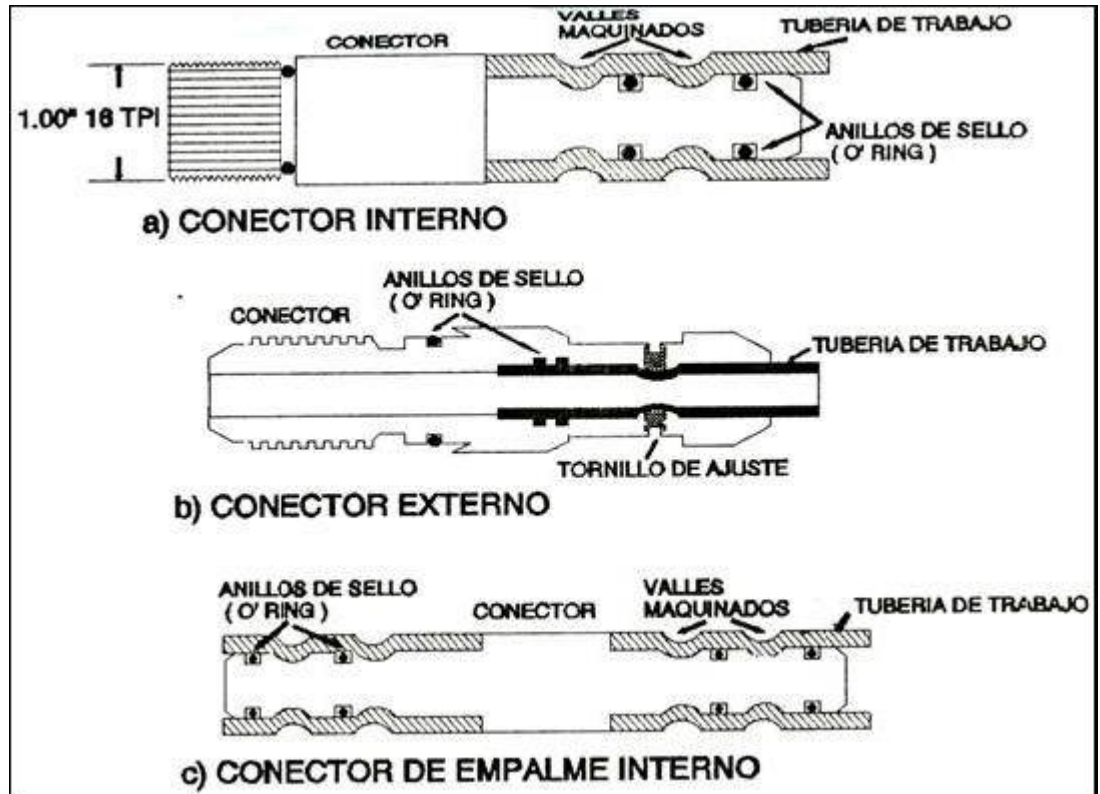 VALLES
MAQUINADOS
TUBERIA DE TRABAJO
CONECTOR
1.00" 16 TPI
ANILLOS DE SELLO
( O' RING )
a) CONECTOR INTERNO
ANILLOS DE SELLO
( O' RING )
CONECTOR
TUBERIA DE TRABAJO
TORNILLO DE AJUSTE
b) CONECTOR EXTERNO
ANILLOS DE SELLO
( O' RING )
CONECTOR
VALLES
MAQUINADOS
TUBERIA DE TRABAJO
c) CONECTOR DE EMPALME INTERNO